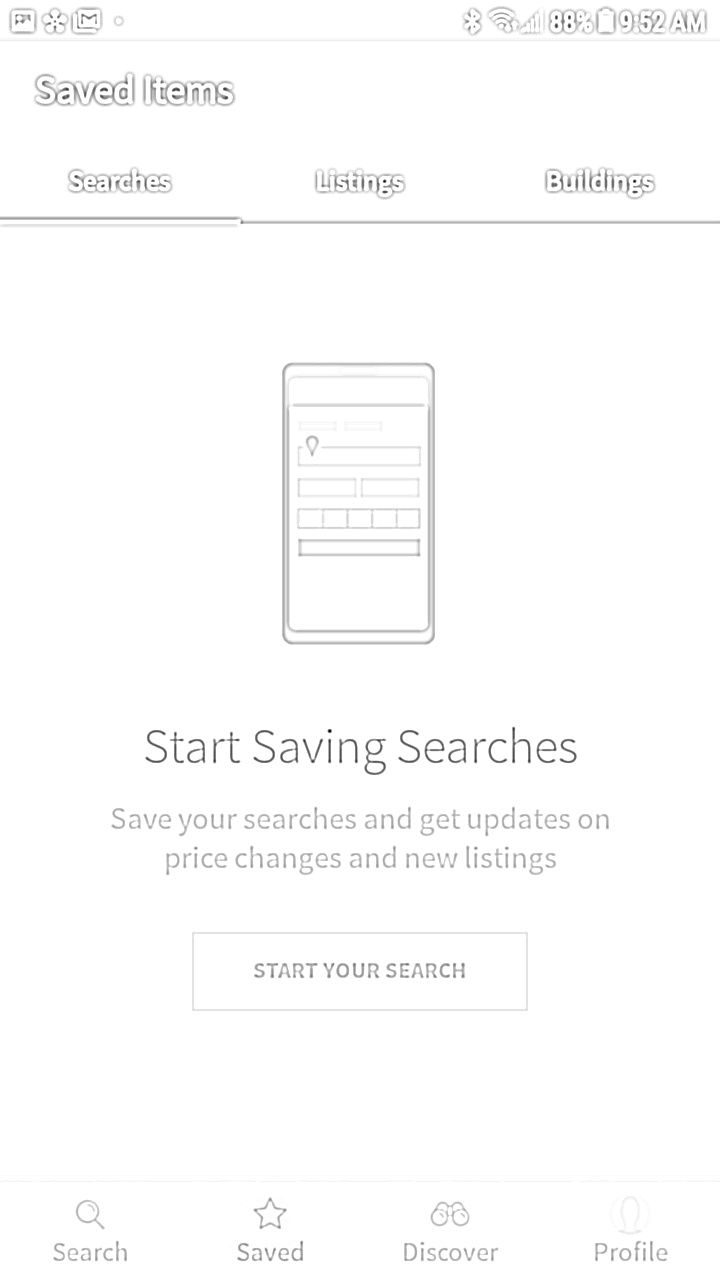 88% 9:52 AM
Saved Items
Searches Listings Buildings
Start Saving Searches
Save your searches and get updates on
price changes and new listings
START YOUR SEARCH
Search Saved Discover Profile